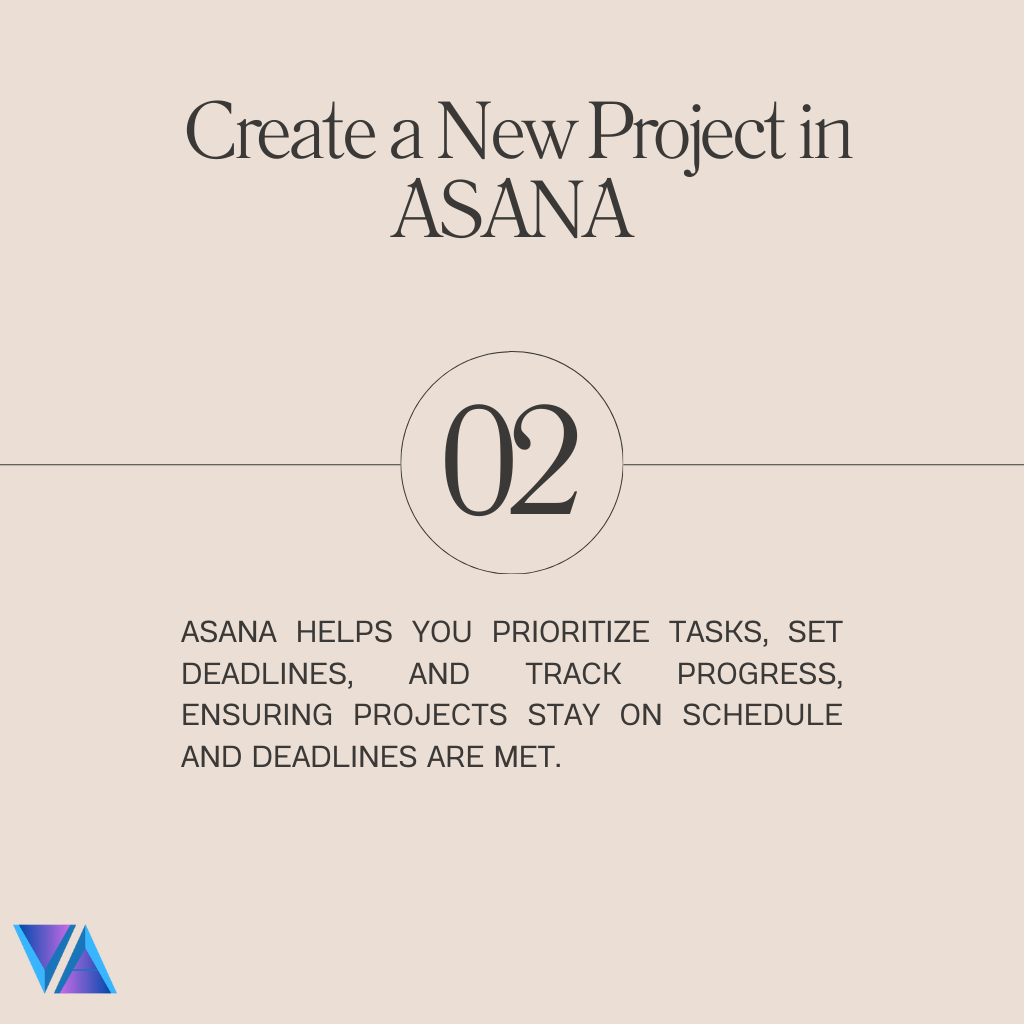 Create a New Project in
ASANA
02
ASANA HELPS YOU PRIORITIZE TASKS, SET
DEADLINES, AND TRACK PROGRESS,
ENSURING PROJECTS STAY ON SCHEDULE
AND DEADLINES ARE MET.
VA